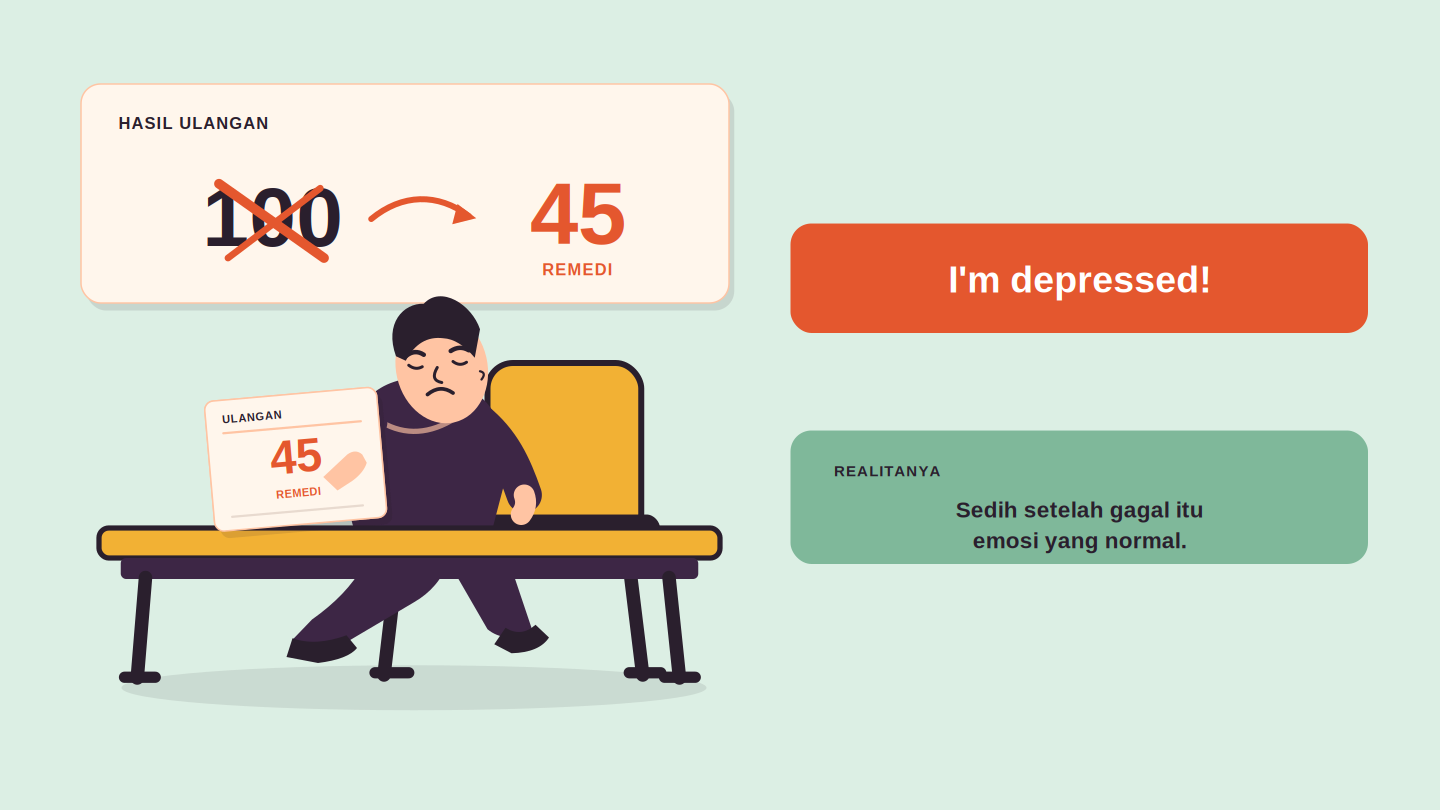 HASIL ULANGAN
100
45
REMEDI
ULANGAN
45
REMEDI
I'm depressed!
REALITANYA
Sedih setelah gagal itu
emosi yang normal.